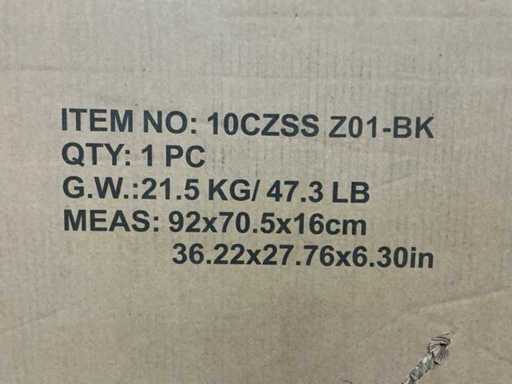 ITEM NO: 10CZSS Z01-BK
QTY: 1 PC
G.W.:21.5 KG/ 47.3 LB
MEAS: 92x70.5x16cm
36.22x27.76x6.30in